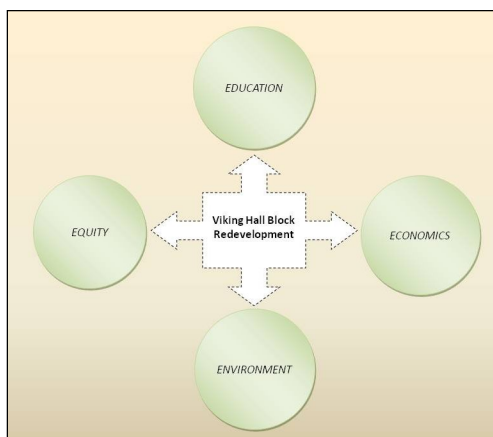 EDUCATION
EQUITY
Viking Hall Block
Redevelopment
ECONOMICS
ENVIRONMENT